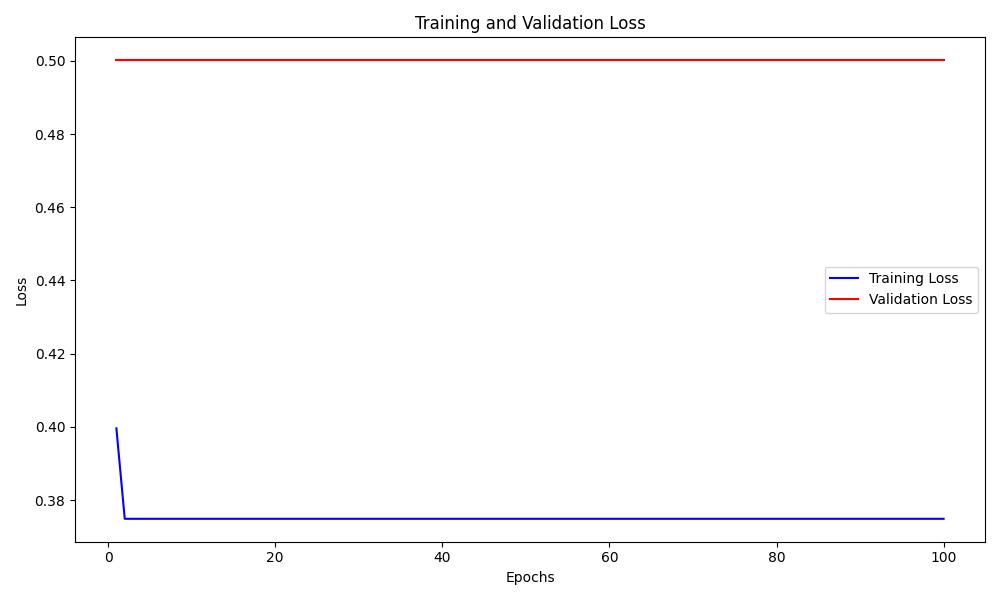 Training and Validation Loss
0.50
0.48
0.46
0.44
0.42
0.40
0.38
Loss
Training Loss
Validation Loss
0 20 40 60 80 100
Epochs